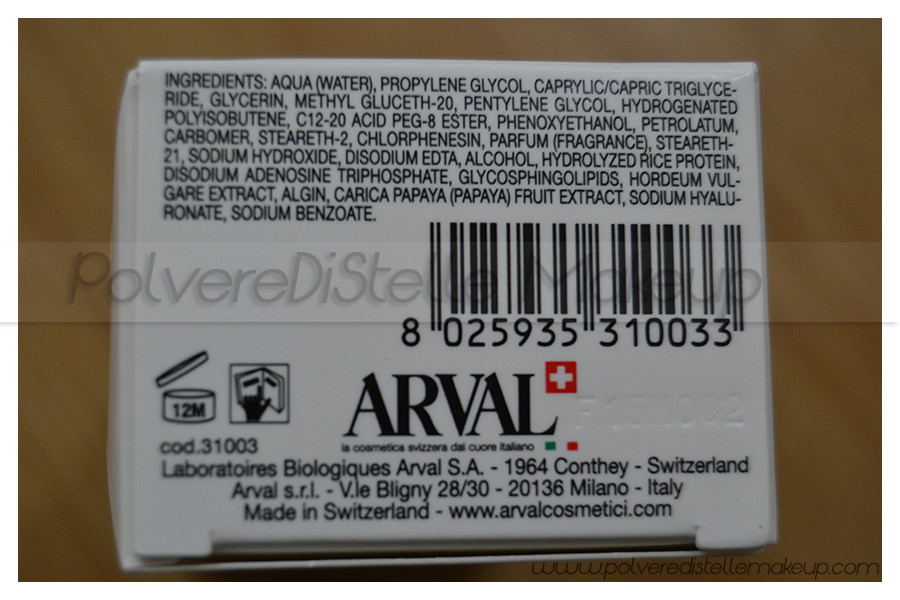 INGREDIENTS: AQUA (WATER), PROPYLENE GLYCOL, CAPRYLIC/CAPRIC TRIGLYCE-
RIDE, GLYCERIN, METHYL GLUCETH-20, PENTYLENE GLYCOL, HYDROGENATED
POLYISOBUTENE, C12-20 ACID PEG-8 ESTER, PHENOXYETHANOL, PETROLATUM,
CARBOMER, STEARETH-2, CHLORPHENESIN, PARFUM (FRAGRANCE), STEARETH-
21, SODIUM HYDROXIDE, DISODIUM EDTA, ALCOHOL, HYDROLYZED RICE PROTEIN,
DISODIUM ADENOSINE TRIPHOSPHATE, GLYCOSPHINGOLIPIDS, HORDEUM VUL-
GARE EXTRACT, ALGIN, CARICA PAPAYA (PAPAYA) FRUIT EXTRACT, SODIUM HYALU-
RONATE, SODIUM BENZOATE.
PolvereDiStelle Makeup
8 025935 310033
12M
ARVAL
cod.31003
la cosmetica svizzera dal cuore italiano
Laboratoires Biologiques Arval S.A. - 1964 Conthey - Switzerland
Arval s.r.l. - V.le Bligny 28/30 - 20136 Milano - Italy
Made in Switzerland - www.arvalcosmetici.com
www.polveredistellemakeup.com